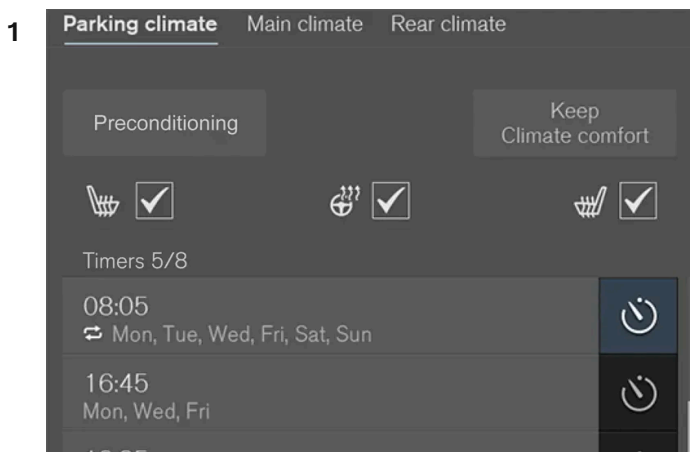 1
Parking climate Main climate Rear climate
Preconditioning
Keep
Climate comfort
Timers 5/8
08:05
Mon, Tue, Wed, Fri, Sat, Sun
16:45
Mon, Wed, Fri